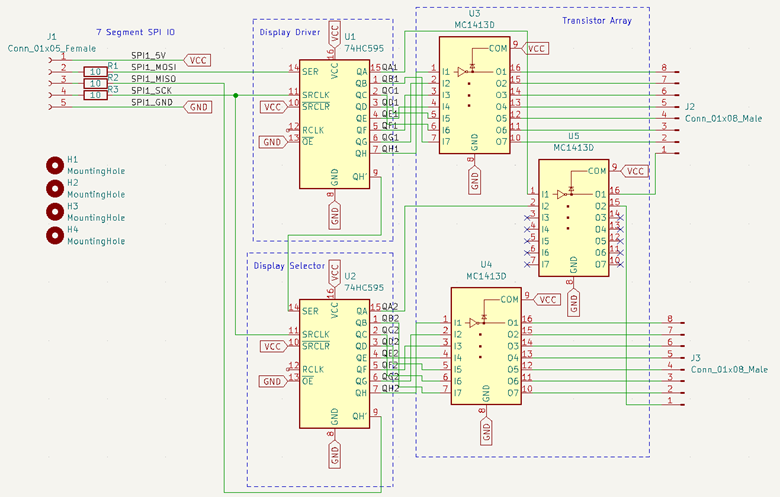 7 Segment SPI IO
J1
Conn_01x05_Female
1 SPI1_5V VCC
2 R1 10 SPI1_MOSI
3 R2 10 SPI1_MISO
4 R3 10 SPI1_SCK
5 SPI1_GND GND
H1
MountingHole
H2
MountingHole
H3
MountingHole
H4
MountingHole
Display Driver
U1
74HC595
VCC
16
VCC
14 SER QA 15 QA1
QB 1 QB1
11 SRCLK QC 2 QC1
VCC 10 SRCLR QD 3 QD1
QE 4 QE1
12 RCLK QF 5 QF1
GND 13 OE QG 6 QG1
QH 7 QH1
QH' 9
GND
8
GND
Display Selector
U2
74HC595
VCC
16
VCC
14 SER QA 15 QA2
QB 1 QB2
11 SRCLK QC 2 QC2
VCC 10 SRCLR QD 3 QD2
QE 4 QE2
12 RCLK QF 5 QF2
GND 13 OE QG 6 QG2
QH 7 QH2
QH' 9
GND
8
GND
Transistor Array
U3
MC1413D
COM 9 VCC
1 I1 O1 16
2 I2 O2 15
3 I3 O3 14
4 I4 O4 13
5 I5 O5 12
6 I6 O6 11
7 I7 O7 10
GND
8
GND
U5
MC1413D
COM 9 VCC
1 I1 O1 16
2 I2 O2 15
3 I3 O3 14
4 I4 O4 13
5 I5 O5 12
6 I6 O6 11
7 I7 O7 10
GND
8
GND
U4
MC1413D
COM 9 VCC
1 I1 O1 16
2 I2 O2 15
3 I3 O3 14
4 I4 O4 13
5 I5 O5 12
6 I6 O6 11
7 I7 O7 10
GND
8
GND
8
7
6
5
4
3
2
1
J2
Conn_01x08_Male
8
7
6
5
4
3
2
1
J3
Conn_01x08_Male